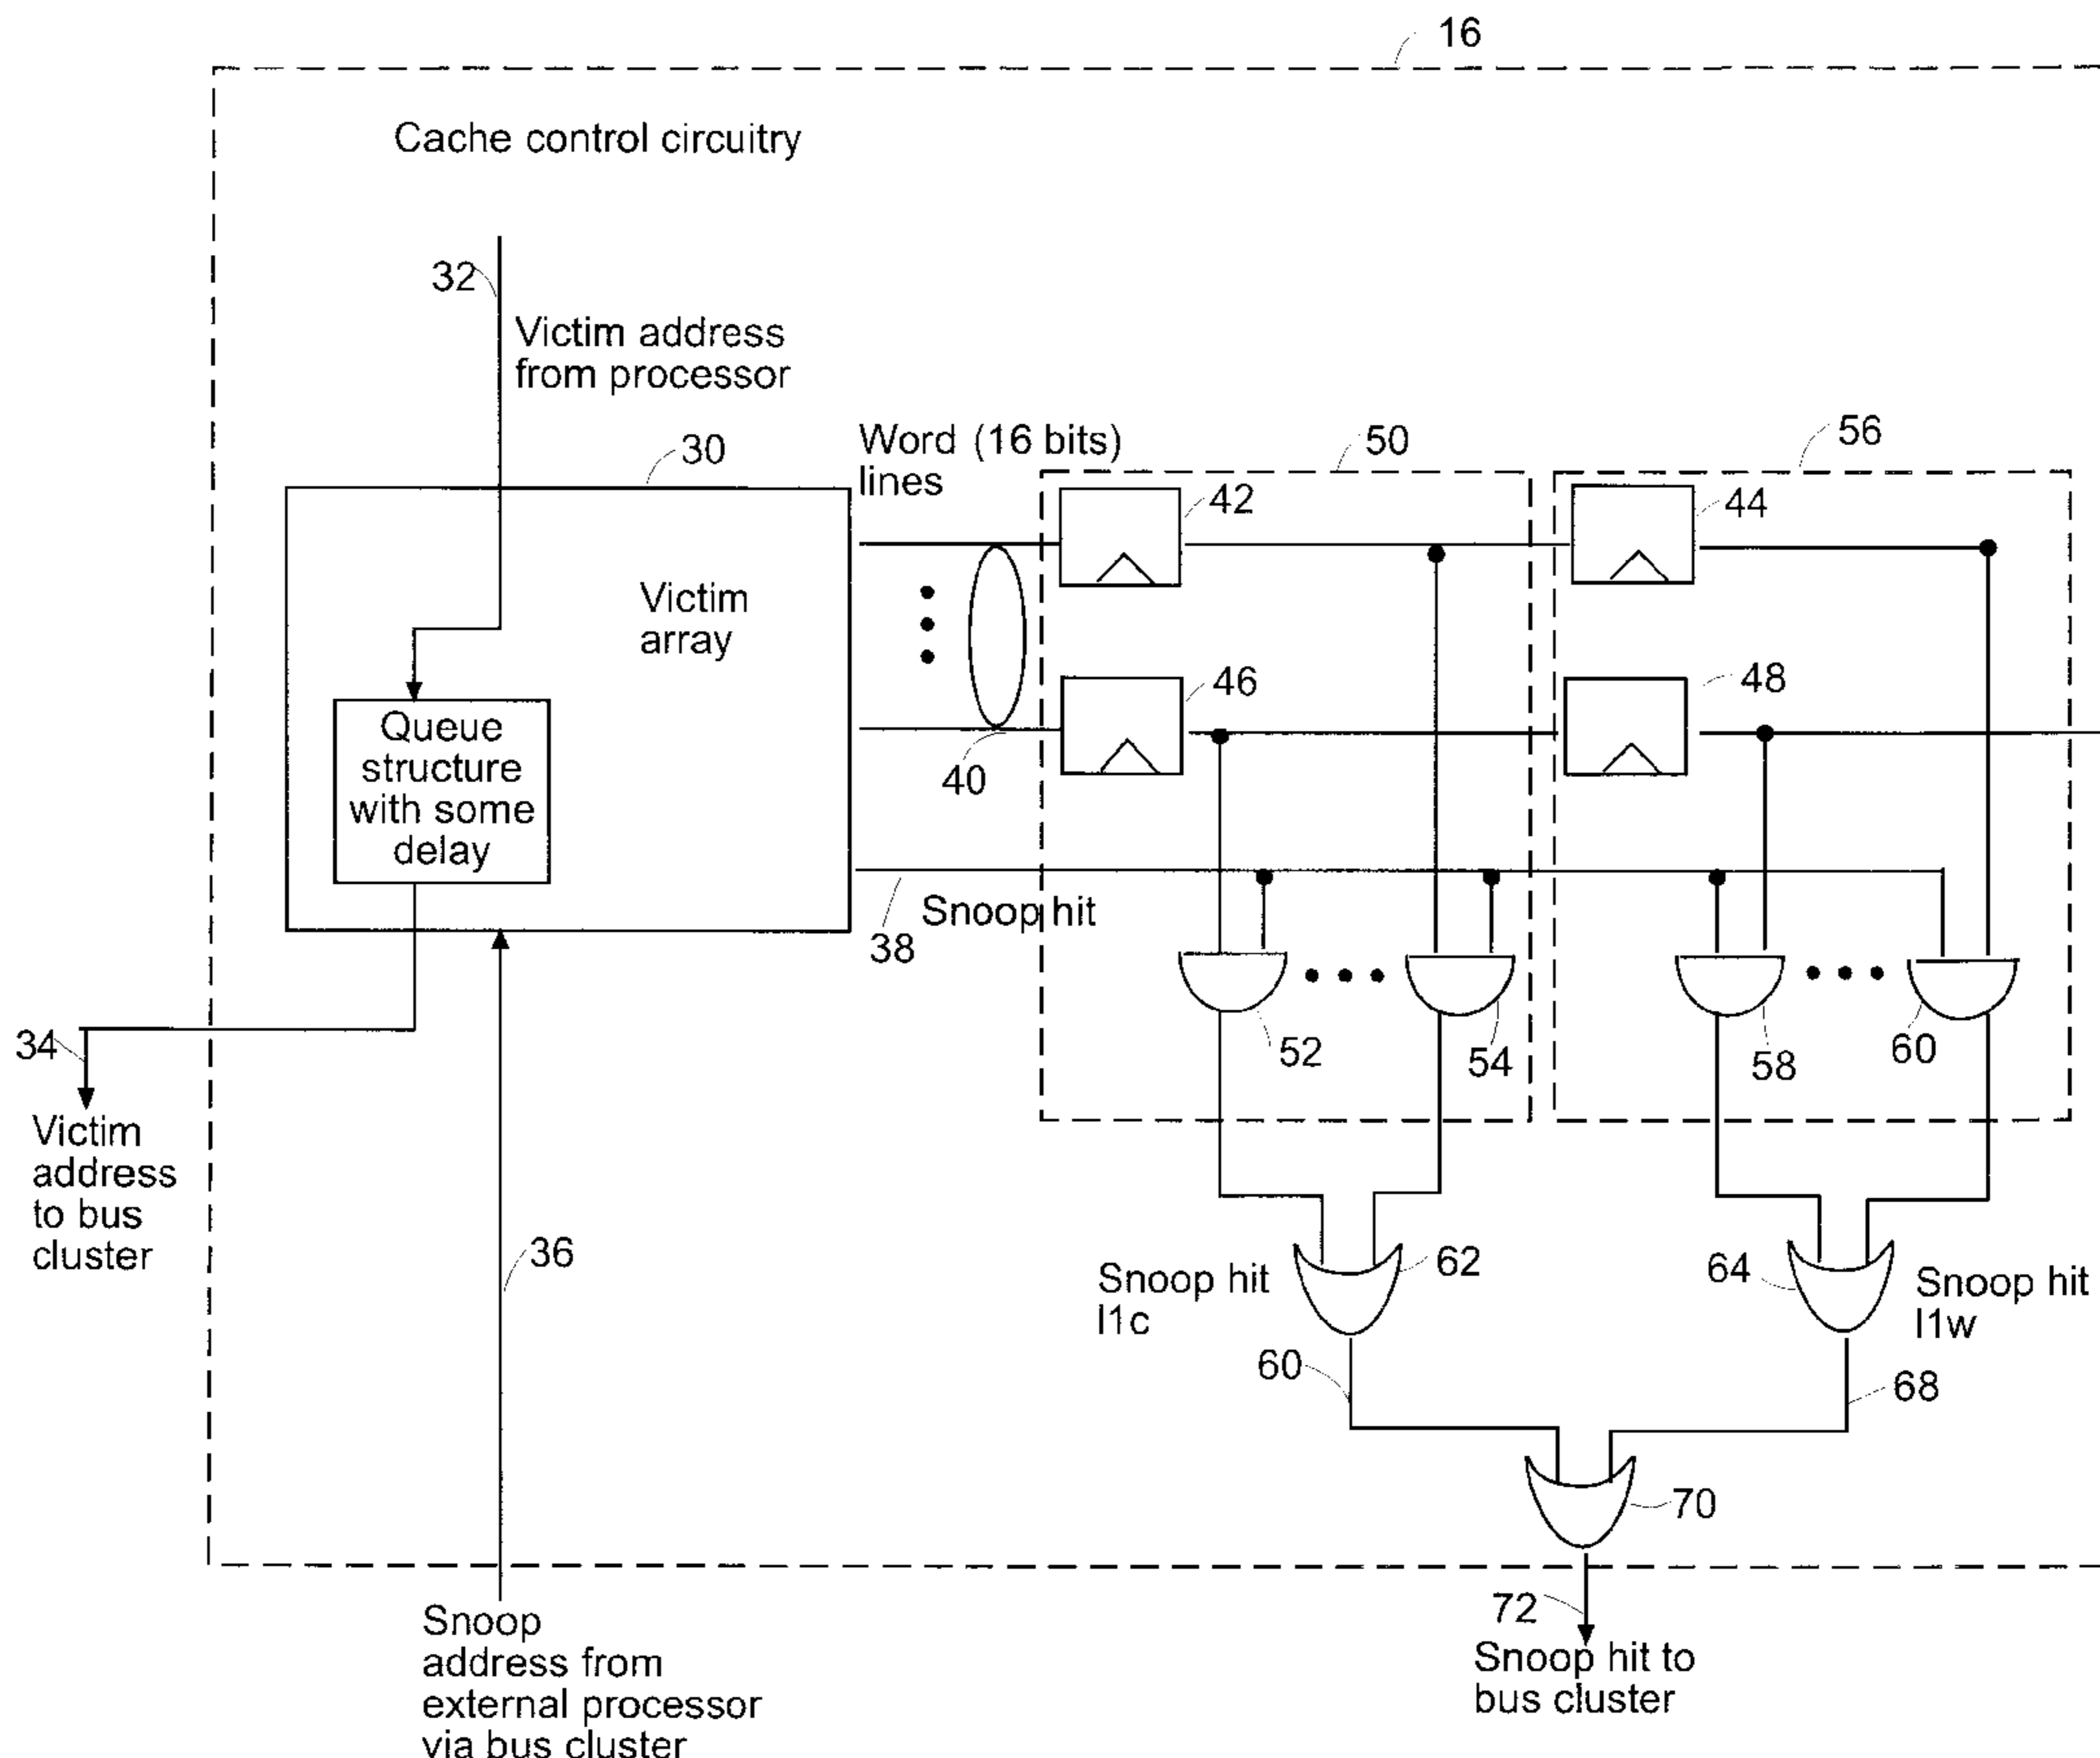 16
Cache control circuitry
32
Victim address
from processor
30
Word (16 bits)
lines
50
56
42
44
Victim
array
46
48
40
Queue
structure
with some
delay
Snoop hit
38
34
52
54
58
60
Victim
address
to bus
cluster
36
Snoop hit
l1c
62
64
Snoop hit
l1w
60
68
70
72
Snoop
address from
external processor
via bus cluster
Snoop hit to
bus cluster